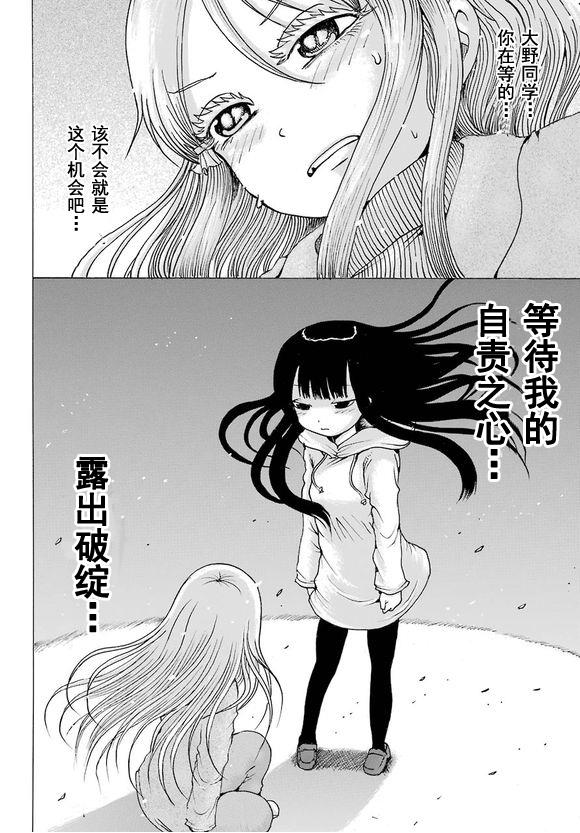 大野同学…
你在等的…
该不会就是
这个机会吧…
等待我的
自责之心…
露出破绽…